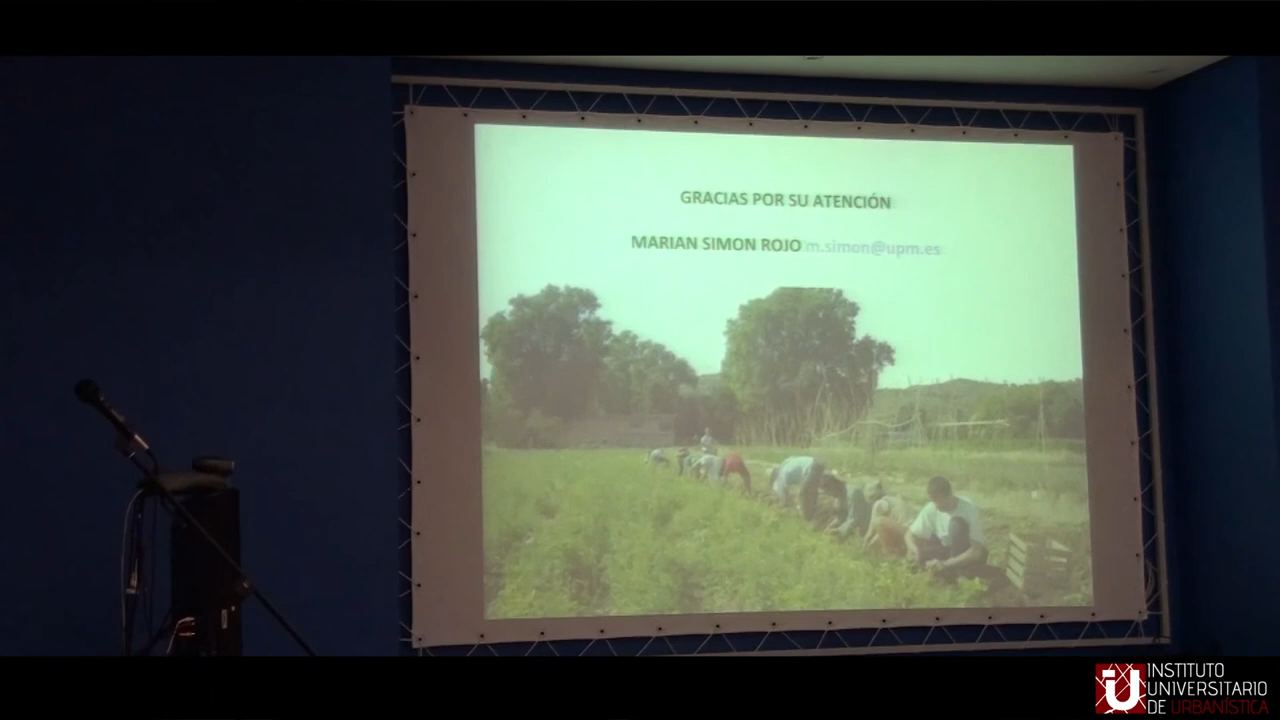 GRACIAS POR SU ATENCIÓN
MARIAN SIMON ROJO m.simon@upm.es
INSTITUTO
UNIVERSITARIO
DE URBANÍSTICA